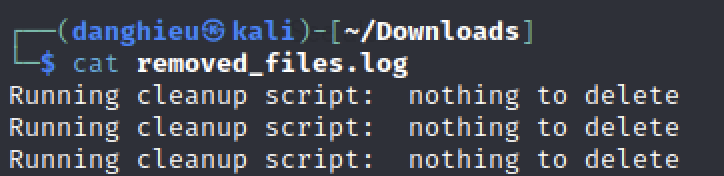 ┌──(danghieu㉿kali)-[~/Downloads]
└─$ cat removed_files.log
Running cleanup script:  nothing to delete
Running cleanup script:  nothing to delete
Running cleanup script:  nothing to delete